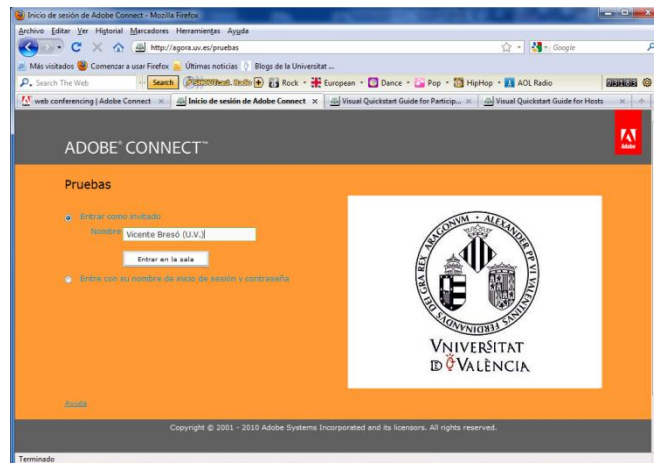 Inicio de sesión de Adobe Connect - Mozilla Firefox
Archivo Editar Ver Historial Marcadores Herramientas Ayuda
http://agora.uv.es/pruebas
Google
Más visitados Comenzar a usar Firefox Últimas noticias Blogs de la Universitat ...
Search The Web Search Rock European Dance Pop HipHop AOL Radio
web conferencing | Adobe Connect Inicio de sesión de Adobe Connect Visual Quickstart Guide for Particip... Visual Quickstart Guide for Hosts
ADOBE® CONNECT™
Adobe
Pruebas
Entrar como invitado
Nombre Vicente Bresó (U.V.)
Entrar en la sala
Entre con su nombre de inicio de sesión y contraseña
VNIVERSITAT
D VALÈNCIA
Ayuda
Copyright © 2001 - 2010 Adobe Systems Incorporated and its licensors. All rights reserved.
Terminado